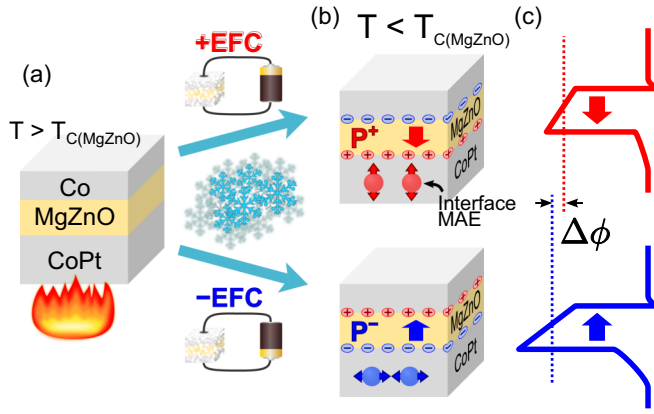 (a)
T > T_C(MgZnO)
Co
MgZnO
CoPt
+EFC
−EFC
(b)
T < T_C(MgZnO)
P⁺
MgZnO
CoPt
Interface
MAE
P⁻
MgZnO
CoPt
(c)
Δϕ